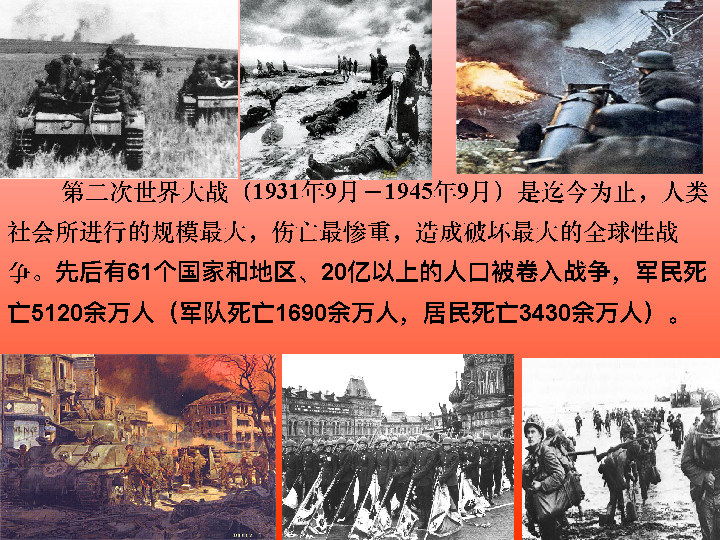 第二次世界大战（1931年9月－1945年9月）是迄今为止，人类
社会所进行的规模最大，伤亡最惨重，造成破坏最大的全球性战
争。先后有61个国家和地区、20亿以上的人口被卷入战争，军民死
亡5120余万人（军队死亡1690余万人，居民死亡3430余万人）。